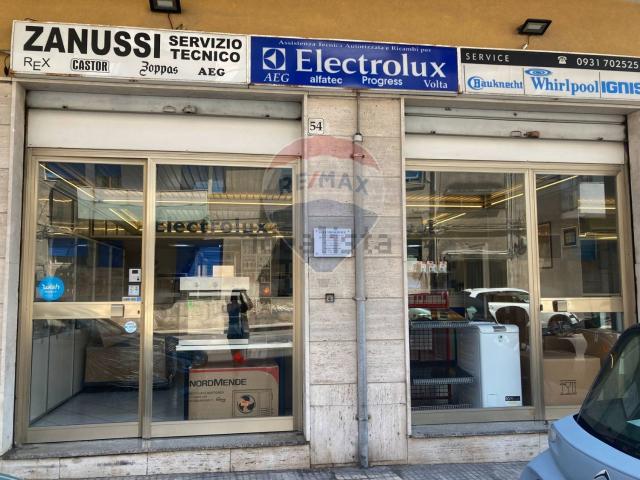 ZANUSSI SERVIZIO TECNICO
REX CASTOR Zoppas AEG
Assistenza Tecnica Autorizzata e Ricambi per
Electrolux
AEG alfatec Progress Volta
SERVICE 0931 702525
Bauknecht Whirlpool IGNIS
54
RE/MAX
Electrolux
NORDMENDE